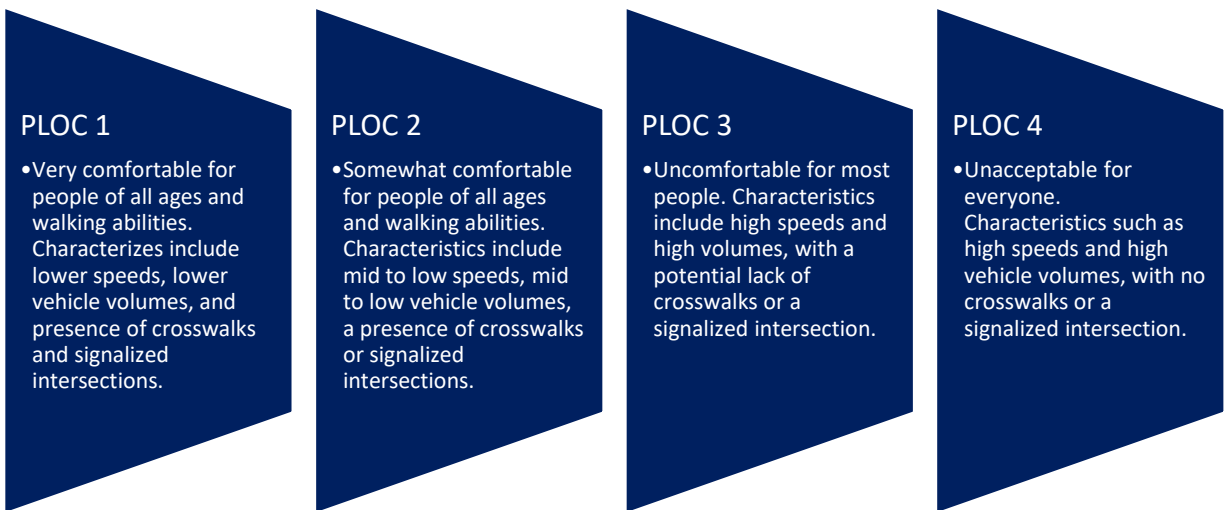 PLOC 1
•Very comfortable for
people of all ages and
walking abilities.
Characterizes include
lower speeds, lower
vehicle volumes, and
presence of crosswalks
and signalized
intersections.
PLOC 2
•Somewhat comfortable
for people of all ages
and walking abilities.
Characteristics include
mid to low speeds, mid
to low vehicle volumes,
a presence of crosswalks
or signalized
intersections.
PLOC 3
•Uncomfortable for most
people. Characteristics
include high speeds and
high volumes, with a
potential lack of
crosswalks or a
signalized intersection.
PLOC 4
•Unacceptable for
everyone.
Characteristics such as
high speeds and high
vehicle volumes, with no
crosswalks or a
signalized intersection.